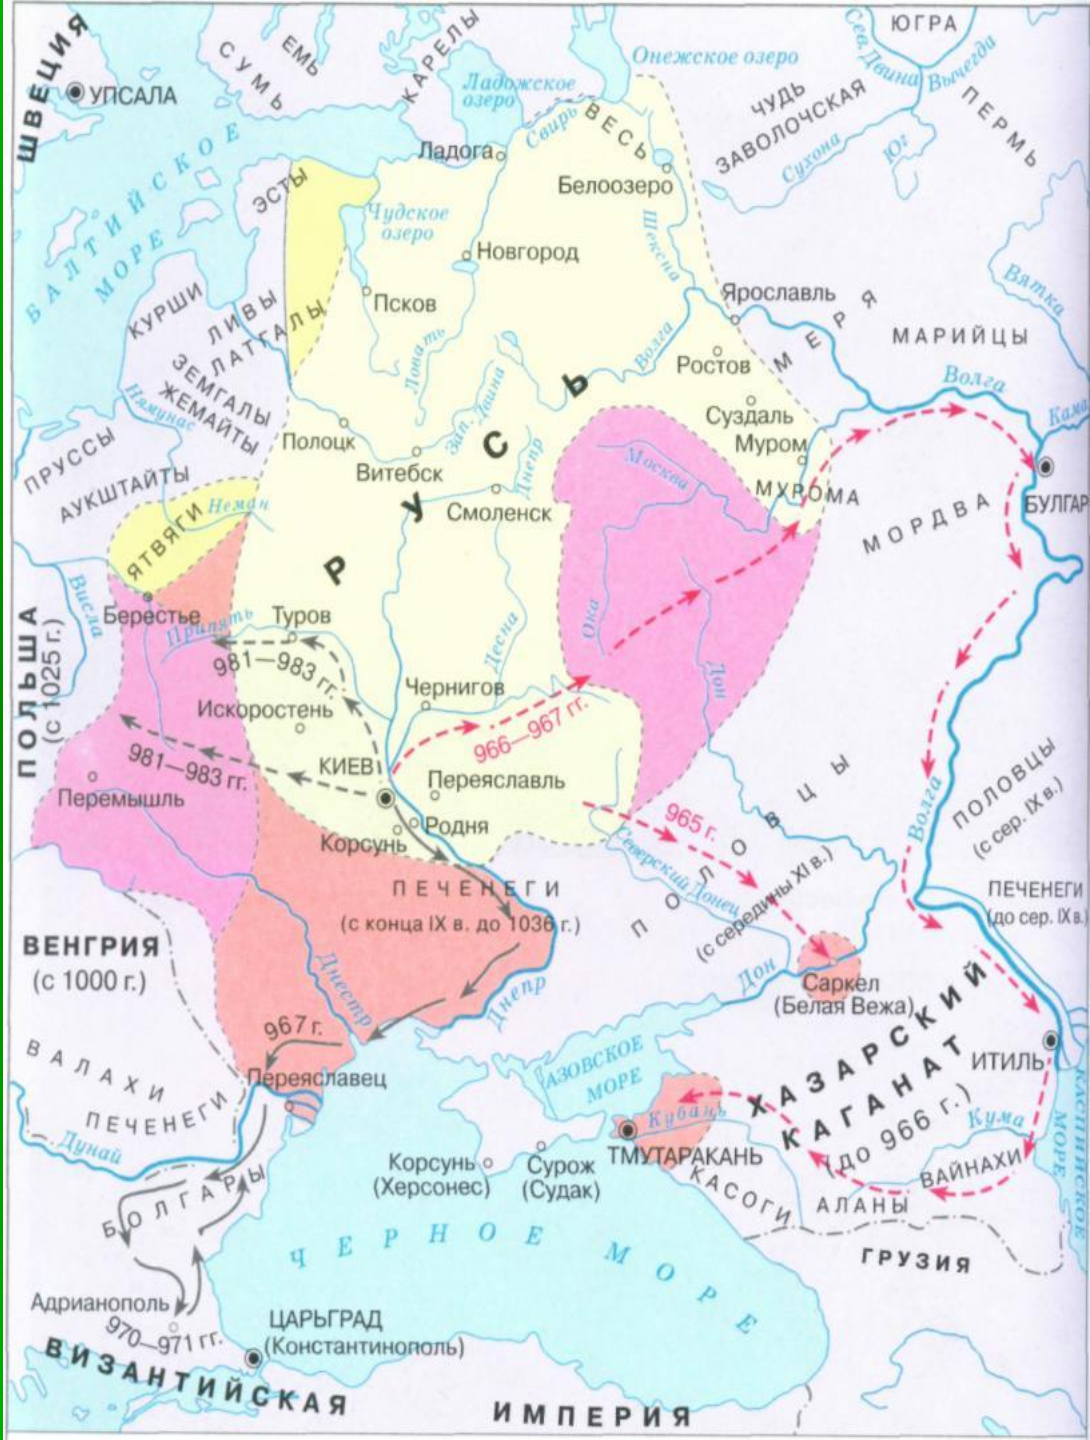 ШВЕЦИЯ
УПСАЛА
СУМЬ
ЕМЬ
КАРЕЛЫ
Ладожское
озеро
Онежское озеро
ЮГРА
Сев. Двина
Вычегда
ПЕРМЬ
ЧУДЬ
ЗАВОЛОЧСКАЯ
Сухона
Юг
Свирь
ВЕСЬ
Ладога
Белоозеро
БАЛТИЙСКОЕ
МОРЕ
ЭСТЫ
Чудское
озеро
Новгород
Шексна
Псков
Ловать
Вятка
Ярославль
МЕРЯ
МАРИЙЦЫ
КУРШИ
ЛИВЫ
ЛАТГАЛЫ
ЗЕМГАЛЫ
ЖЕМАЙТЫ
Нямунас
Волга
Ростов
Волга
Кама
Суздаль
Муром
МУРОМА
БУЛГАР
МОРДВА
Полоцк
Витебск
Зап. Двина
Днепр
Смоленск
РУСЬ
Москва
ПРУССЫ
АУКШТАЙТЫ
ЯТВЯГИ
Неман
Висла
Берестье
Припять
Туров
981—983 гг.
ПОЛЬША
(с 1025 г.)
Ока
Десна
Дон
Чернигов
Искоростень
966—967 гг.
981—983 гг.
КИЕВ
Переяславль
Перемышль
Корсунь
Родня
965 г.
Северский Донец
ПОЛОВЦЫ
(с середины XI в.)
Волга
ПОЛОВЦЫ
(с сер. IX в.)
ПЕЧЕНЕГИ
(до сер. IX в.
ПЕЧЕНЕГИ
(с конца IX в. до 1036 г.)
ВЕНГРИЯ
(с 1000 г.)
Днестр
Днепр
Дон
Саркел
(Белая Вежа)
967 г.
ВАЛАХИ
ПЕЧЕНЕГИ
Дунай
Переяславец
АЗОВСКОЕ
МОРЕ
ХАЗАРСКИЙ
КАГАНАТ
(ДО 966 г.)
ИТИЛЬ
КАСПИЙСКОЕ
МОРЕ
Кубань
Кума
ТМУТАРАКАНЬ
Корсунь
(Херсонес)
Сурож
(Судак)
КАСОГИ
АЛАНЫ
ВАЙНАХИ
БОЛГАРЫ
ЧЕРНОЕ МОРЕ
ГРУЗИЯ
Адрианополь
970—971 гг.
ЦАРЬГРАД
(Константинополь)
ВИЗАНТИЙСКАЯ
ИМПЕРИЯ